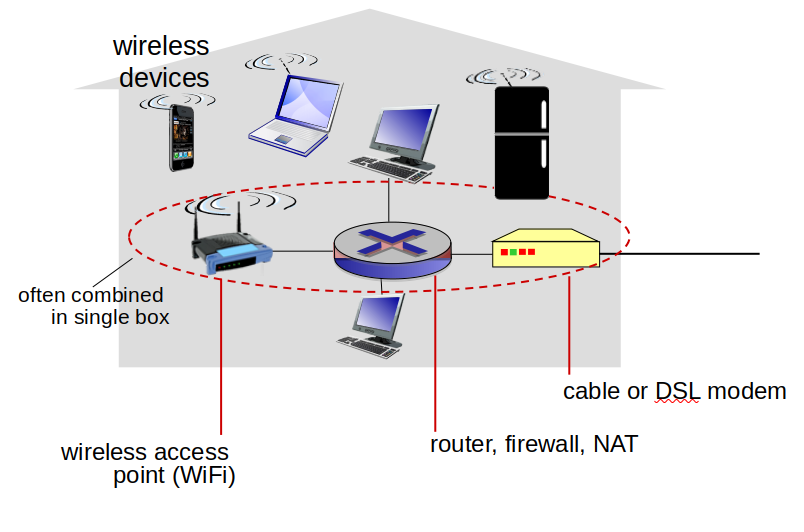 wireless
devices
often combined
in single box
cable or DSL modem
router, firewall, NAT
wireless access
point (WiFi)